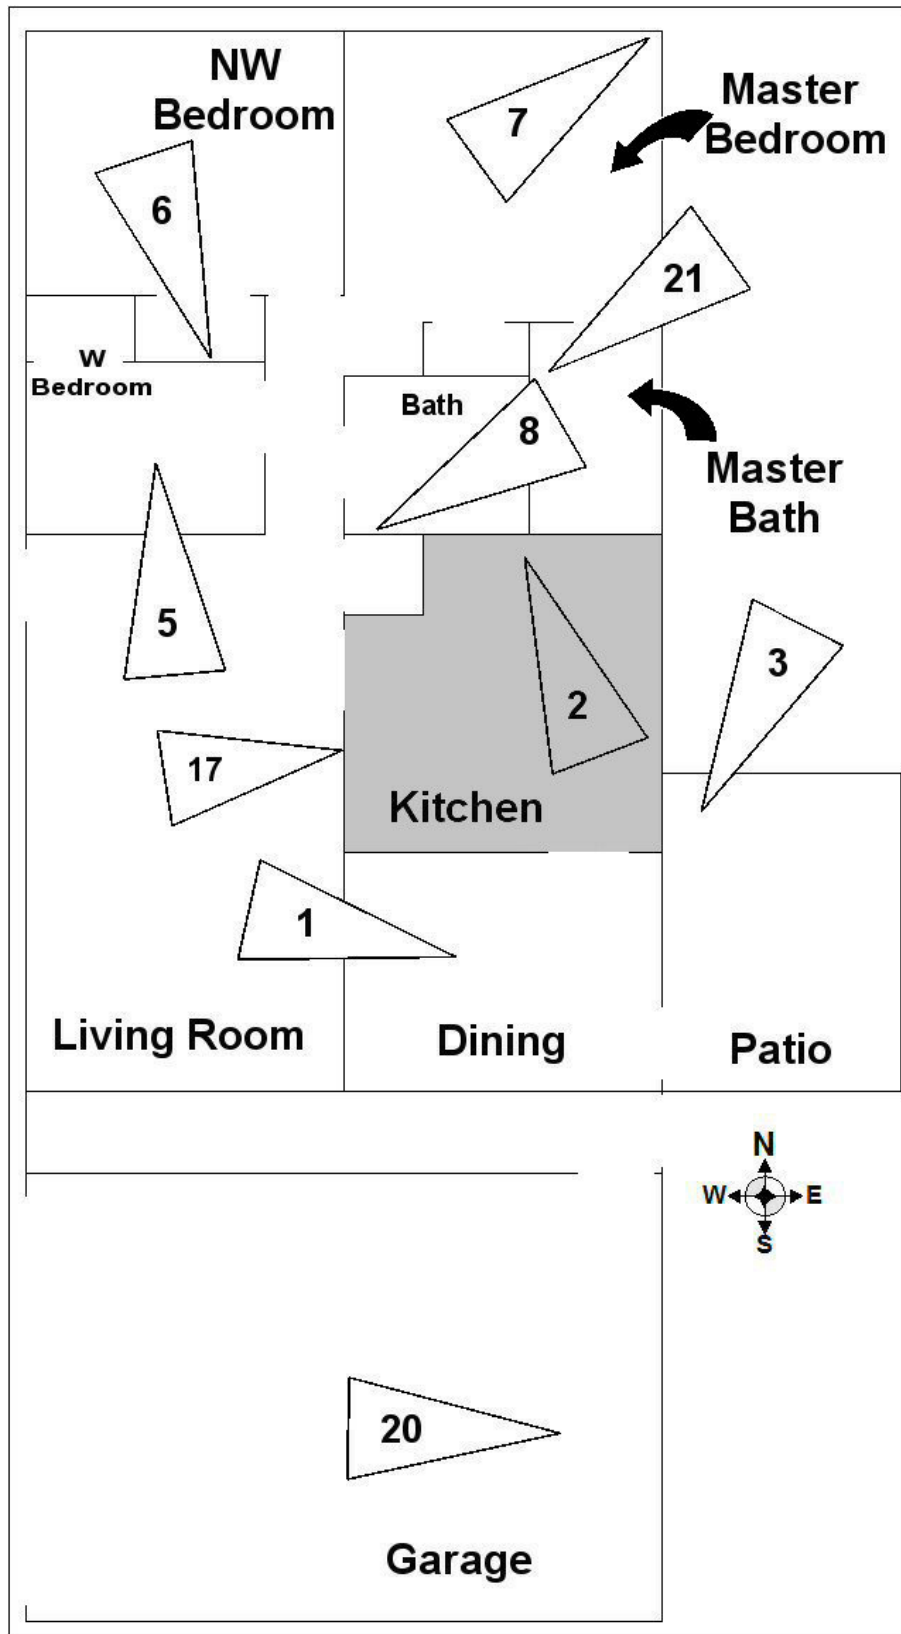 NW
Bedroom
7
Master
Bedroom
6
21
W
Bedroom
Bath
8
Master
Bath
5
3
2
17
Kitchen
1
Living Room
Dining
Patio
N
W E
S
20
Garage